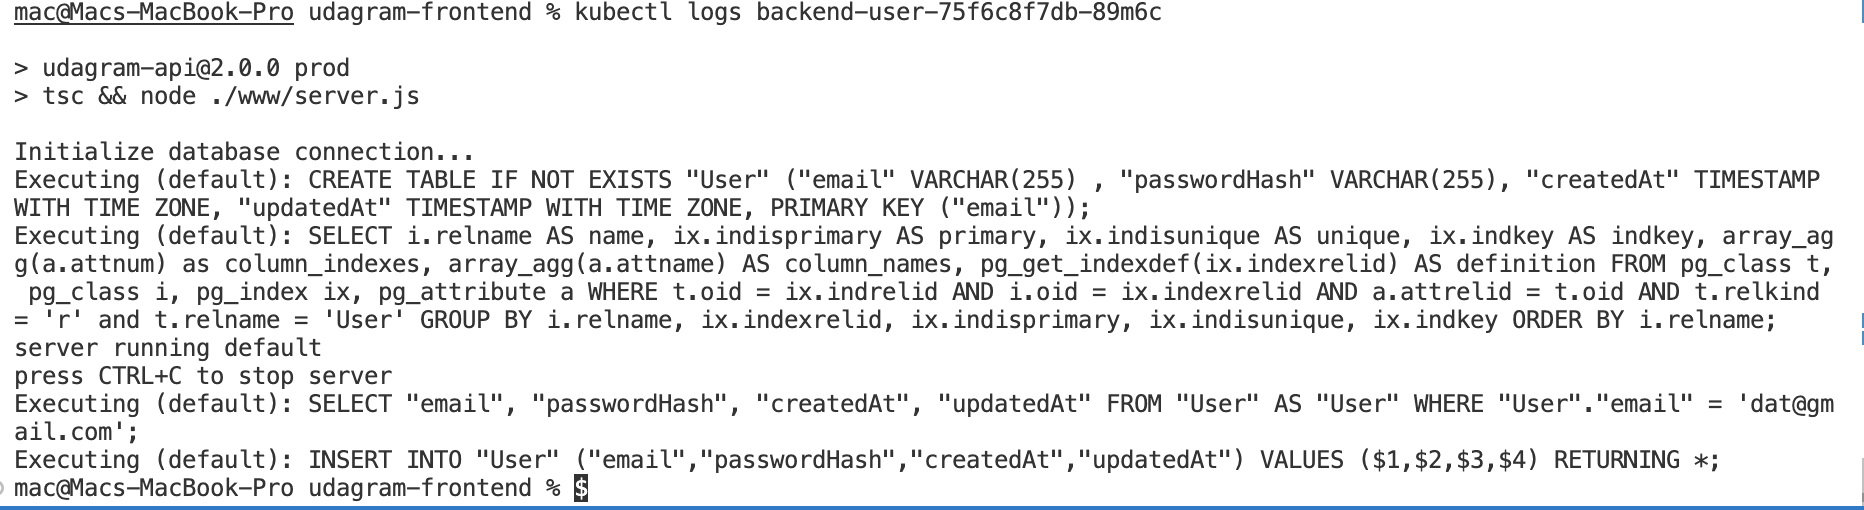 mac@Macs-MacBook-Pro udagram-frontend % kubectl logs backend-user-75f6c8f7db-89m6c
> udagram-api@2.0.0 prod
> tsc && node ./www/server.js
Initialize database connection...
Executing (default): CREATE TABLE IF NOT EXISTS "User" ("email" VARCHAR(255) , "passwordHash" VARCHAR(255), "createdAt" TIMESTAMP
WITH TIME ZONE, "updatedAt" TIMESTAMP WITH TIME ZONE, PRIMARY KEY ("email"));
Executing (default): SELECT i.relname AS name, ix.indisprimary AS primary, ix.indisunique AS unique, ix.indkey AS indkey, array_ag
g(a.attnum) as column_indexes, array_agg(a.attname) AS column_names, pg_get_indexdef(ix.indexrelid) AS definition FROM pg_class t,
 pg_class i, pg_index ix, pg_attribute a WHERE t.oid = ix.indrelid AND i.oid = ix.indexrelid AND a.attrelid = t.oid AND t.relkind
= 'r' and t.relname = 'User' GROUP BY i.relname, ix.indexrelid, ix.indisprimary, ix.indisunique, ix.indkey ORDER BY i.relname;
server running default
press CTRL+C to stop server
Executing (default): SELECT "email", "passwordHash", "createdAt", "updatedAt" FROM "User" AS "User" WHERE "User"."email" = 'dat@gm
ail.com';
Executing (default): INSERT INTO "User" ("email","passwordHash","createdAt","updatedAt") VALUES ($1,$2,$3,$4) RETURNING *;
mac@Macs-MacBook-Pro udagram-frontend % $